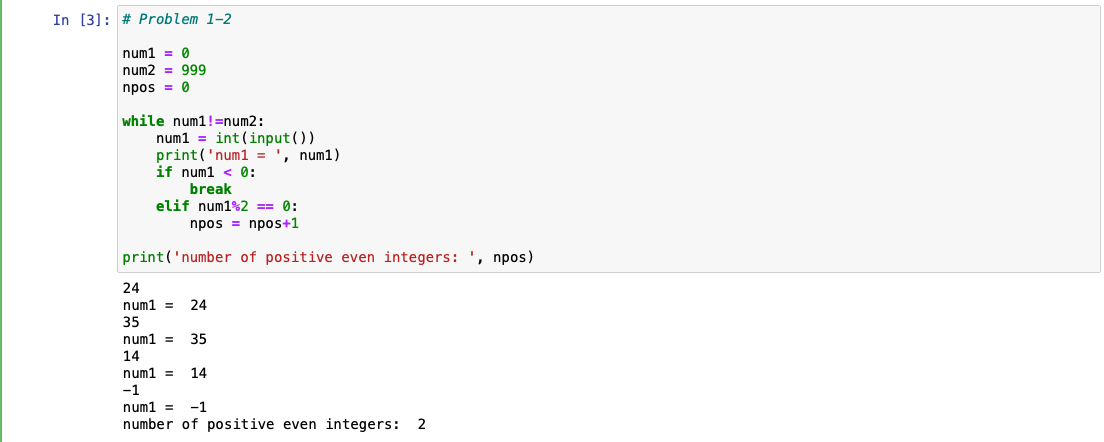 In [3]: # Problem 1-2
num1 = 0
num2 = 999
npos = 0
while num1!=num2:
    num1 = int(input())
    print('num1 = ', num1)
    if num1 < 0:
        break
    elif num1%2 == 0:
        npos = npos+1
print('number of positive even integers: ', npos)
24
num1 =  24
35
num1 =  35
14
num1 =  14
-1
num1 =  -1
number of positive even integers:  2